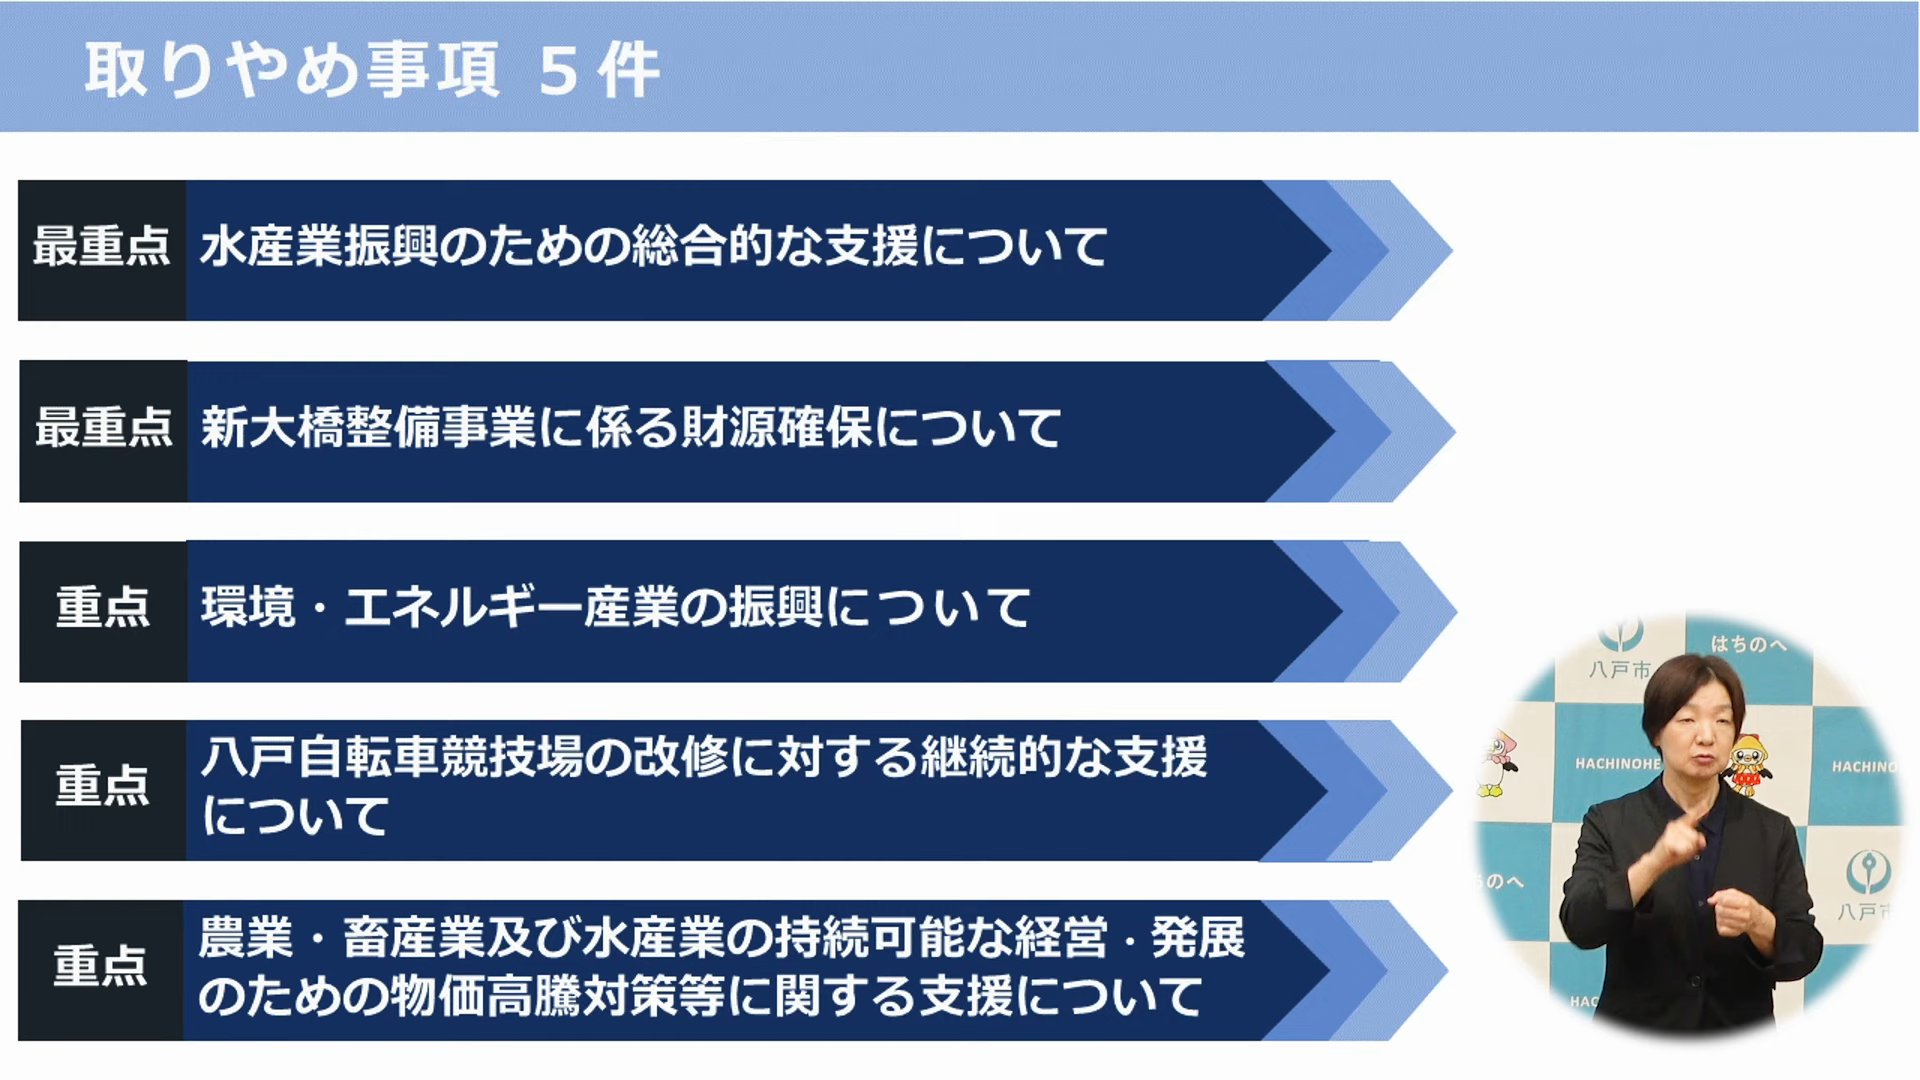 取りやめ事項 5件
最重点 水産業振興のための総合的な支援について
最重点 新大橋整備事業に係る財源確保について
重点 環境・エネルギー産業の振興について
重点 八戸自転車競技場の改修に対する継続的な支援
について
重点 農業・畜産業及び水産業の持続可能な経営・発展
のための物価高騰対策等に関する支援について
はちのへ
八戸市
HACHINOHE
HACHINO
のへ
八戸市
HAC